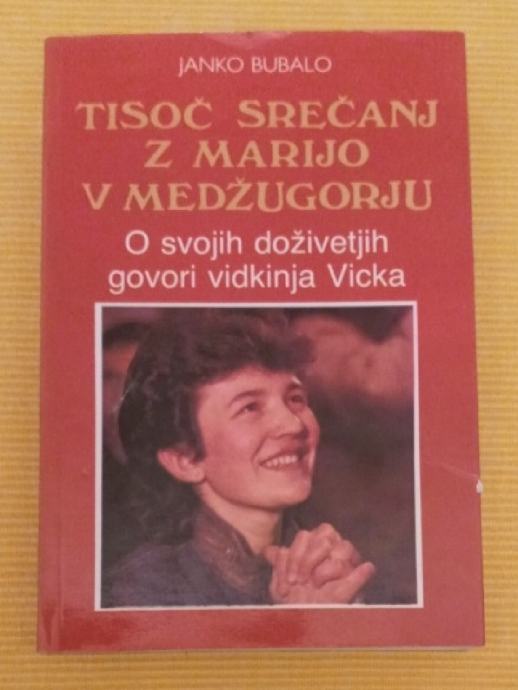 JANKO BUBALO
TISOČ SREČANJ
Z MARIJO
V MEDŽUGORJU
O svojih doživetjih
govori vidkinja Vicka